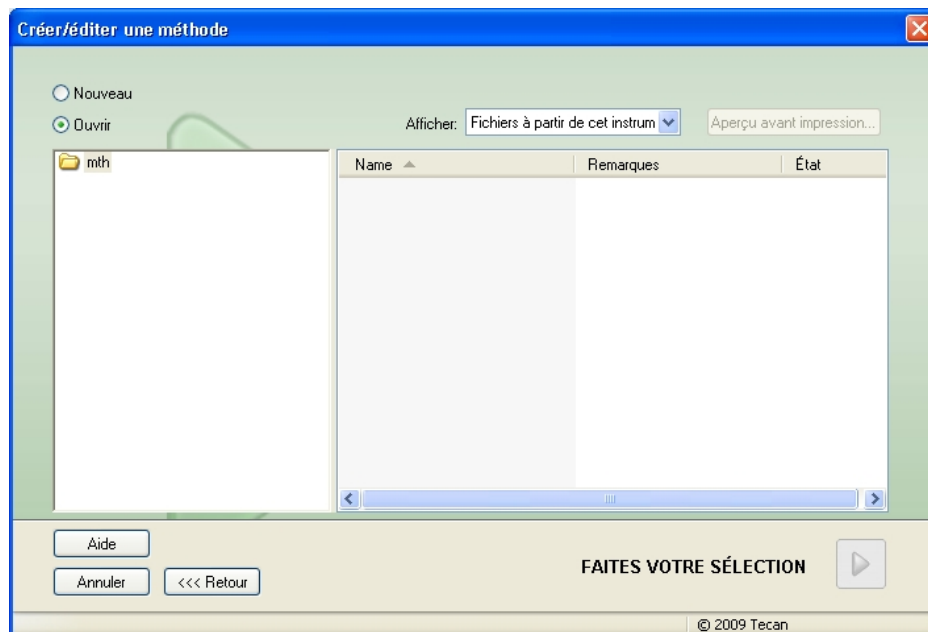 Créer/éditer une méthode
Nouveau
Ouvrir
Afficher: Fichiers à partir de cet instrum Aperçu avant impression...
mth
Name Remarques État
Aide
Annuler <<< Retour
FAITES VOTRE SÉLECTION
© 2009 Tecan